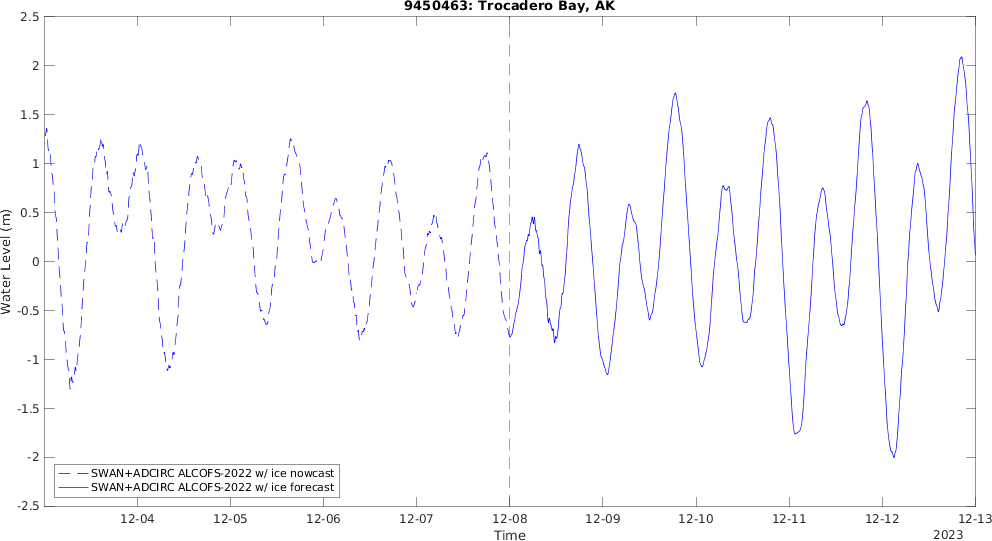 9450463: Trocadero Bay, AK
2.5
2
1.5
1
0.5
0
-0.5
-1
-1.5
-2
-2.5
Water Level (m)
SWAN+ADCIRC ALCOFS-2022 w/ ice nowcast
SWAN+ADCIRC ALCOFS-2022 w/ ice forecast
12-04 12-05 12-06 12-07 12-08 12-09 12-10 12-11 12-12 12-13
Time
2023